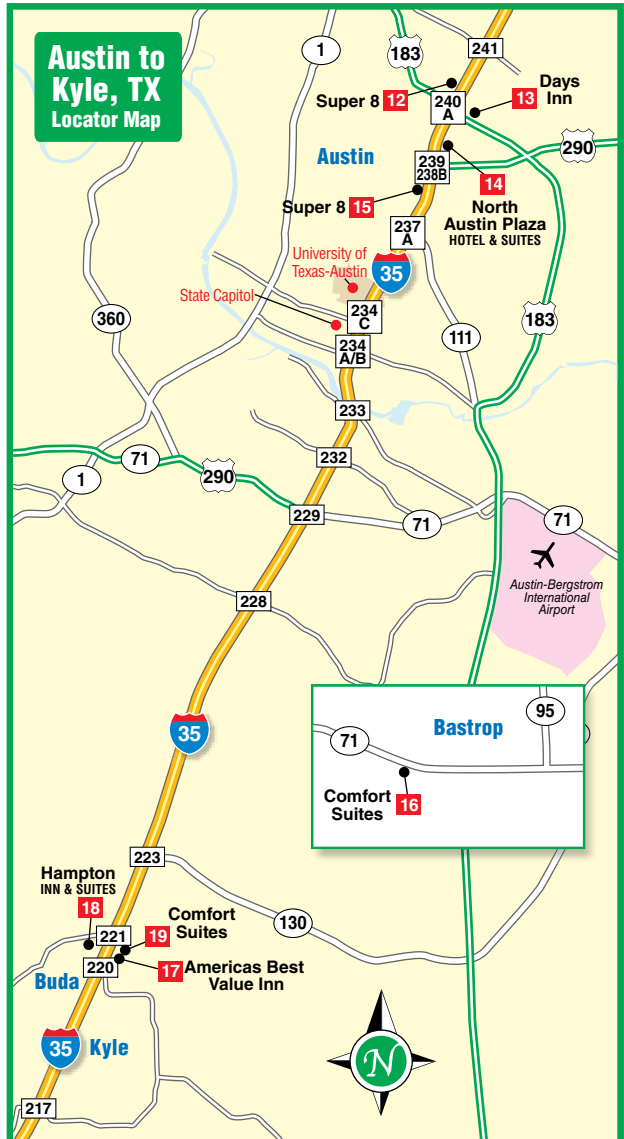 Austin to
Kyle, TX
Locator Map
1
183
241
Super 8 12
240
A
13 Days
Inn
Austin
290
239
238B
14
North
Austin Plaza
HOTEL & SUITES
Super 8 15
237
A
University of
Texas-Austin
35
State Capitol
234
C
360
183
111
234
A/B
233
71
232
1
290
229
71
71
Austin-Bergstrom
International
Airport
228
35
95
Bastrop
71
Comfort
Suites
16
223
Hampton
INN & SUITES
18
Comfort
Suites
19
130
221
220
17 Americas Best
Value Inn
Buda
35
Kyle
N
217